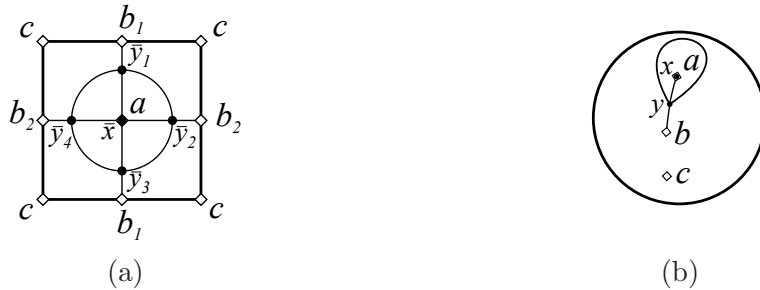 c b₁ c
ȳ₁
a
b₂ ȳ₄ x̄ ȳ₂ b₂
ȳ₃
c b₁ c
(a)
x a
y
b
c
(b)